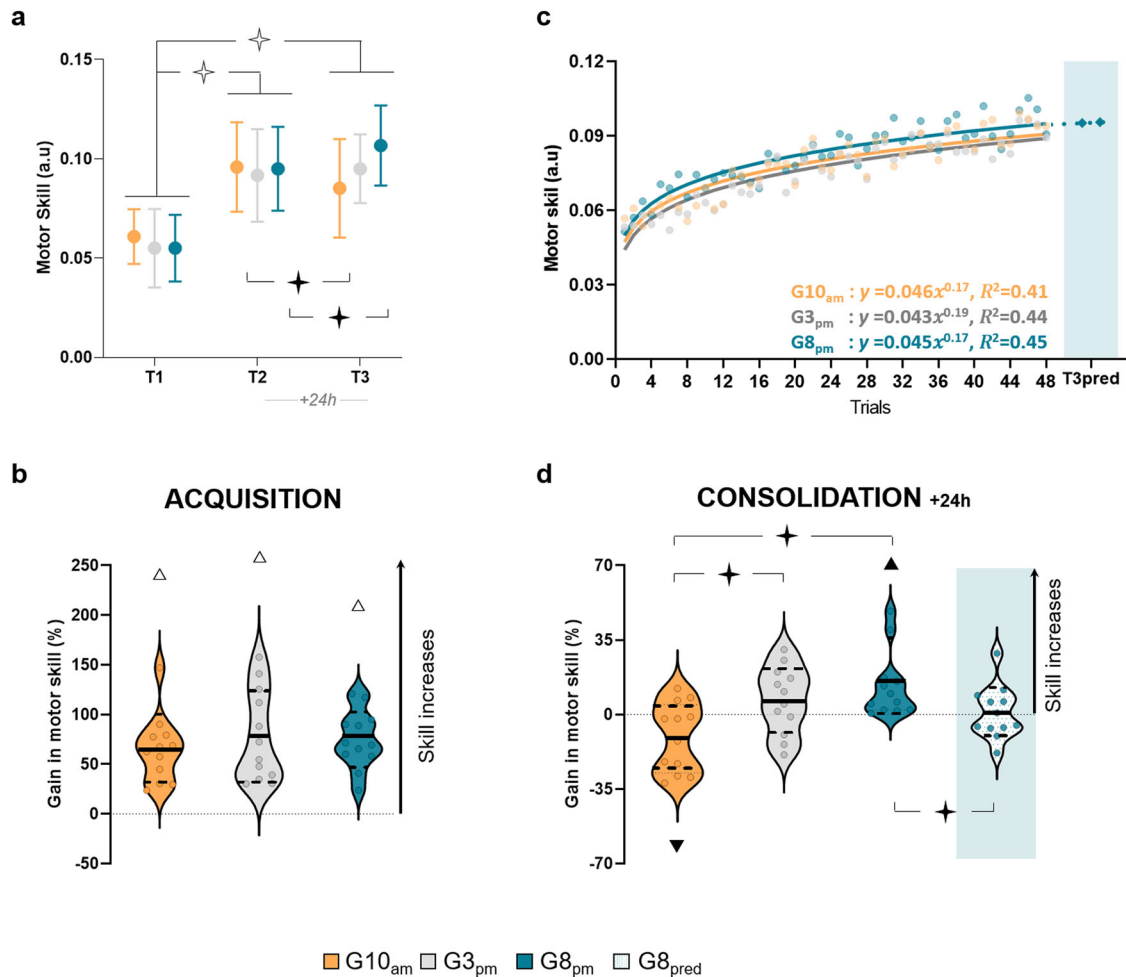 a
Motor Skill (a.u)
0.15
0.10
0.05
0.00
T1
T2
T3
+24h
c
Motor skil (a.u)
0.12
0.09
0.06
0.03
0.00
G10am : y =0.046x^0.17, R²=0.41
G3pm : y =0.043x^0.19, R²=0.44
G8pm : y =0.045x^0.17, R²=0.45
0 4 8 12 16 20 24 28 32 36 40 44 48 T3pred
Trials
b
ACQUISITION
Gain in motor skill (%)
250
200
150
100
50
0
-50
Skill increases
d
CONSOLIDATION +24h
Gain in motor skill (%)
70
35
0
-35
-70
Skill increases
G10am G3pm G8pm G8pred